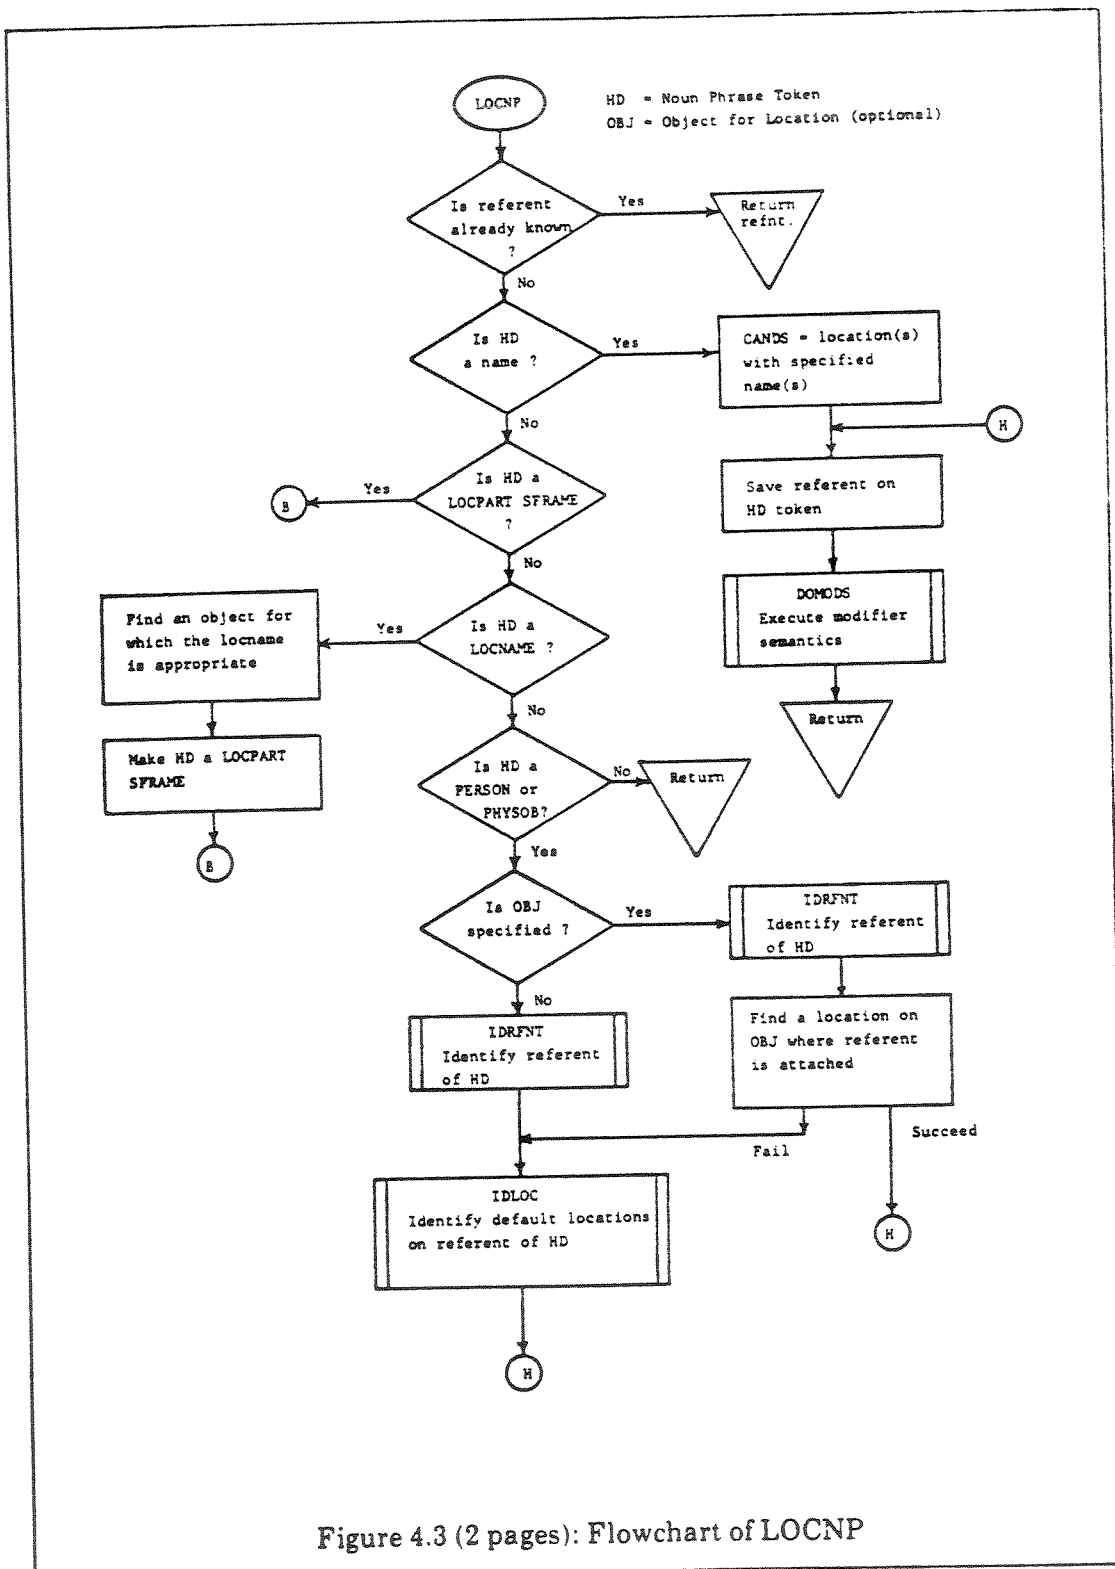 LOCNP
HD = Noun Phrase Token
OBJ = Object for Location (optional)
Is referent
already known
?
Yes
Return
refnt.
No
Is HD
a name ?
Yes
CANDS = location(s)
with specified
name(s)
No
H
Is HD a
LOCPART SFRAME
?
Yes
B
Save referent on
HD token
No
DOMODS
Execute modifier
semantics
Find an object for
which the locname
is appropriate
Yes
Is HD a
LOCNAME ?
Return
No
Make HD a LOCPART
SFRAME
Is HD a
PERSON or
PHYSOB?
No
Return
B
Yes
Is OBJ
specified ?
Yes
IDRFNT
Identify referent
of HD
No
IDRFNT
Identify referent
of HD
Find a location on
OBJ where referent
is attached
Fail
Succeed
IDLOC
Identify default locations
on referent of HD
H
H
Figure 4.3 (2 pages): Flowchart of LOCNP